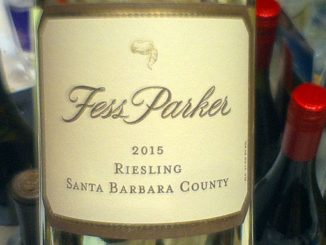 Fess Parker
2015
RIESLING
SANTA BARBARA COUNTY